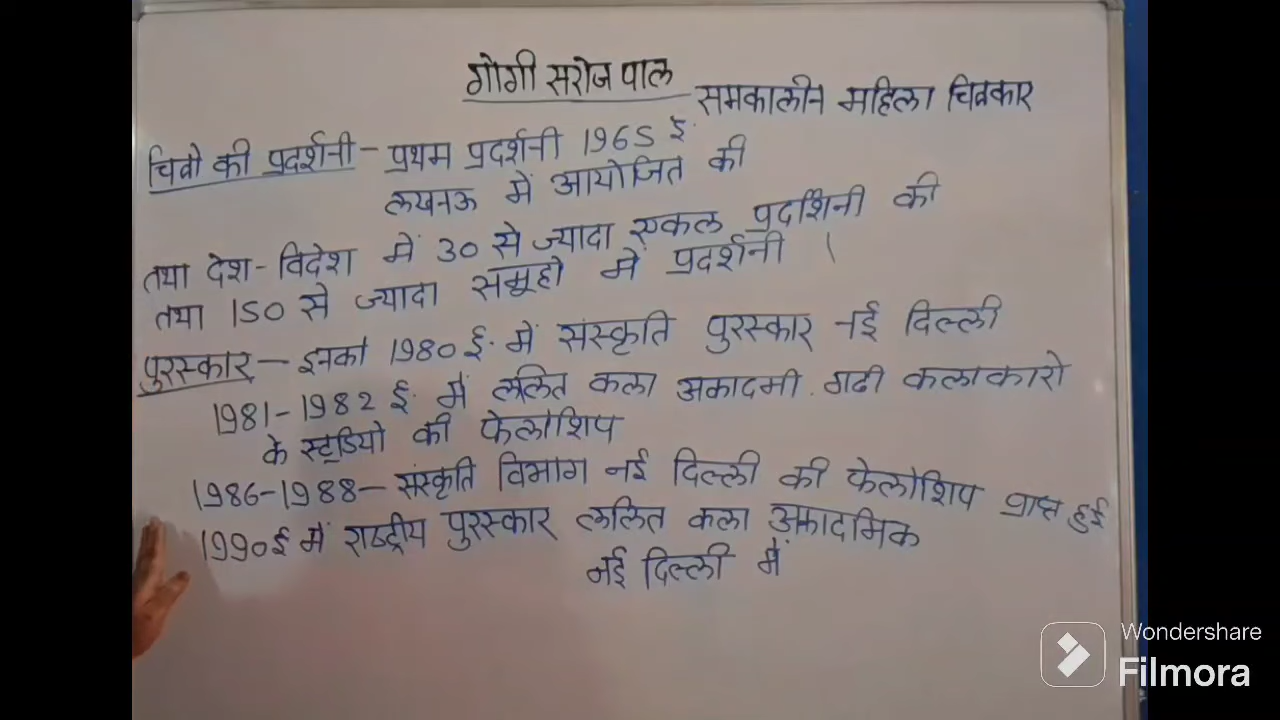 गोगी सरोज पाल
समकालीन महिला चित्रकार
चित्रो की प्रदर्शनी - प्रथम प्रदर्शनी 1965 ई.
लखनऊ में आयोजित की
तथा देश-विदेश में 30 से ज्यादा एकल प्रदर्शिनी की
तथा 150 से ज्यादा समूहो में प्रदर्शनी
पुरस्कार - इनको 1980 ई. में संस्कृति पुरस्कार नई दिल्ली
1981-1982 ई. में ललित कला अकादमी. गढी कलाकारो
के स्टूडियो की फेलोशिप
1986-1988- संस्कृति विभाग नई दिल्ली की फेलोशिप प्राप्त हुई
1990 ई में राष्ट्रीय पुरस्कार ललित कला अकादमिक
नई दिल्ली में
Wondershare
Filmora